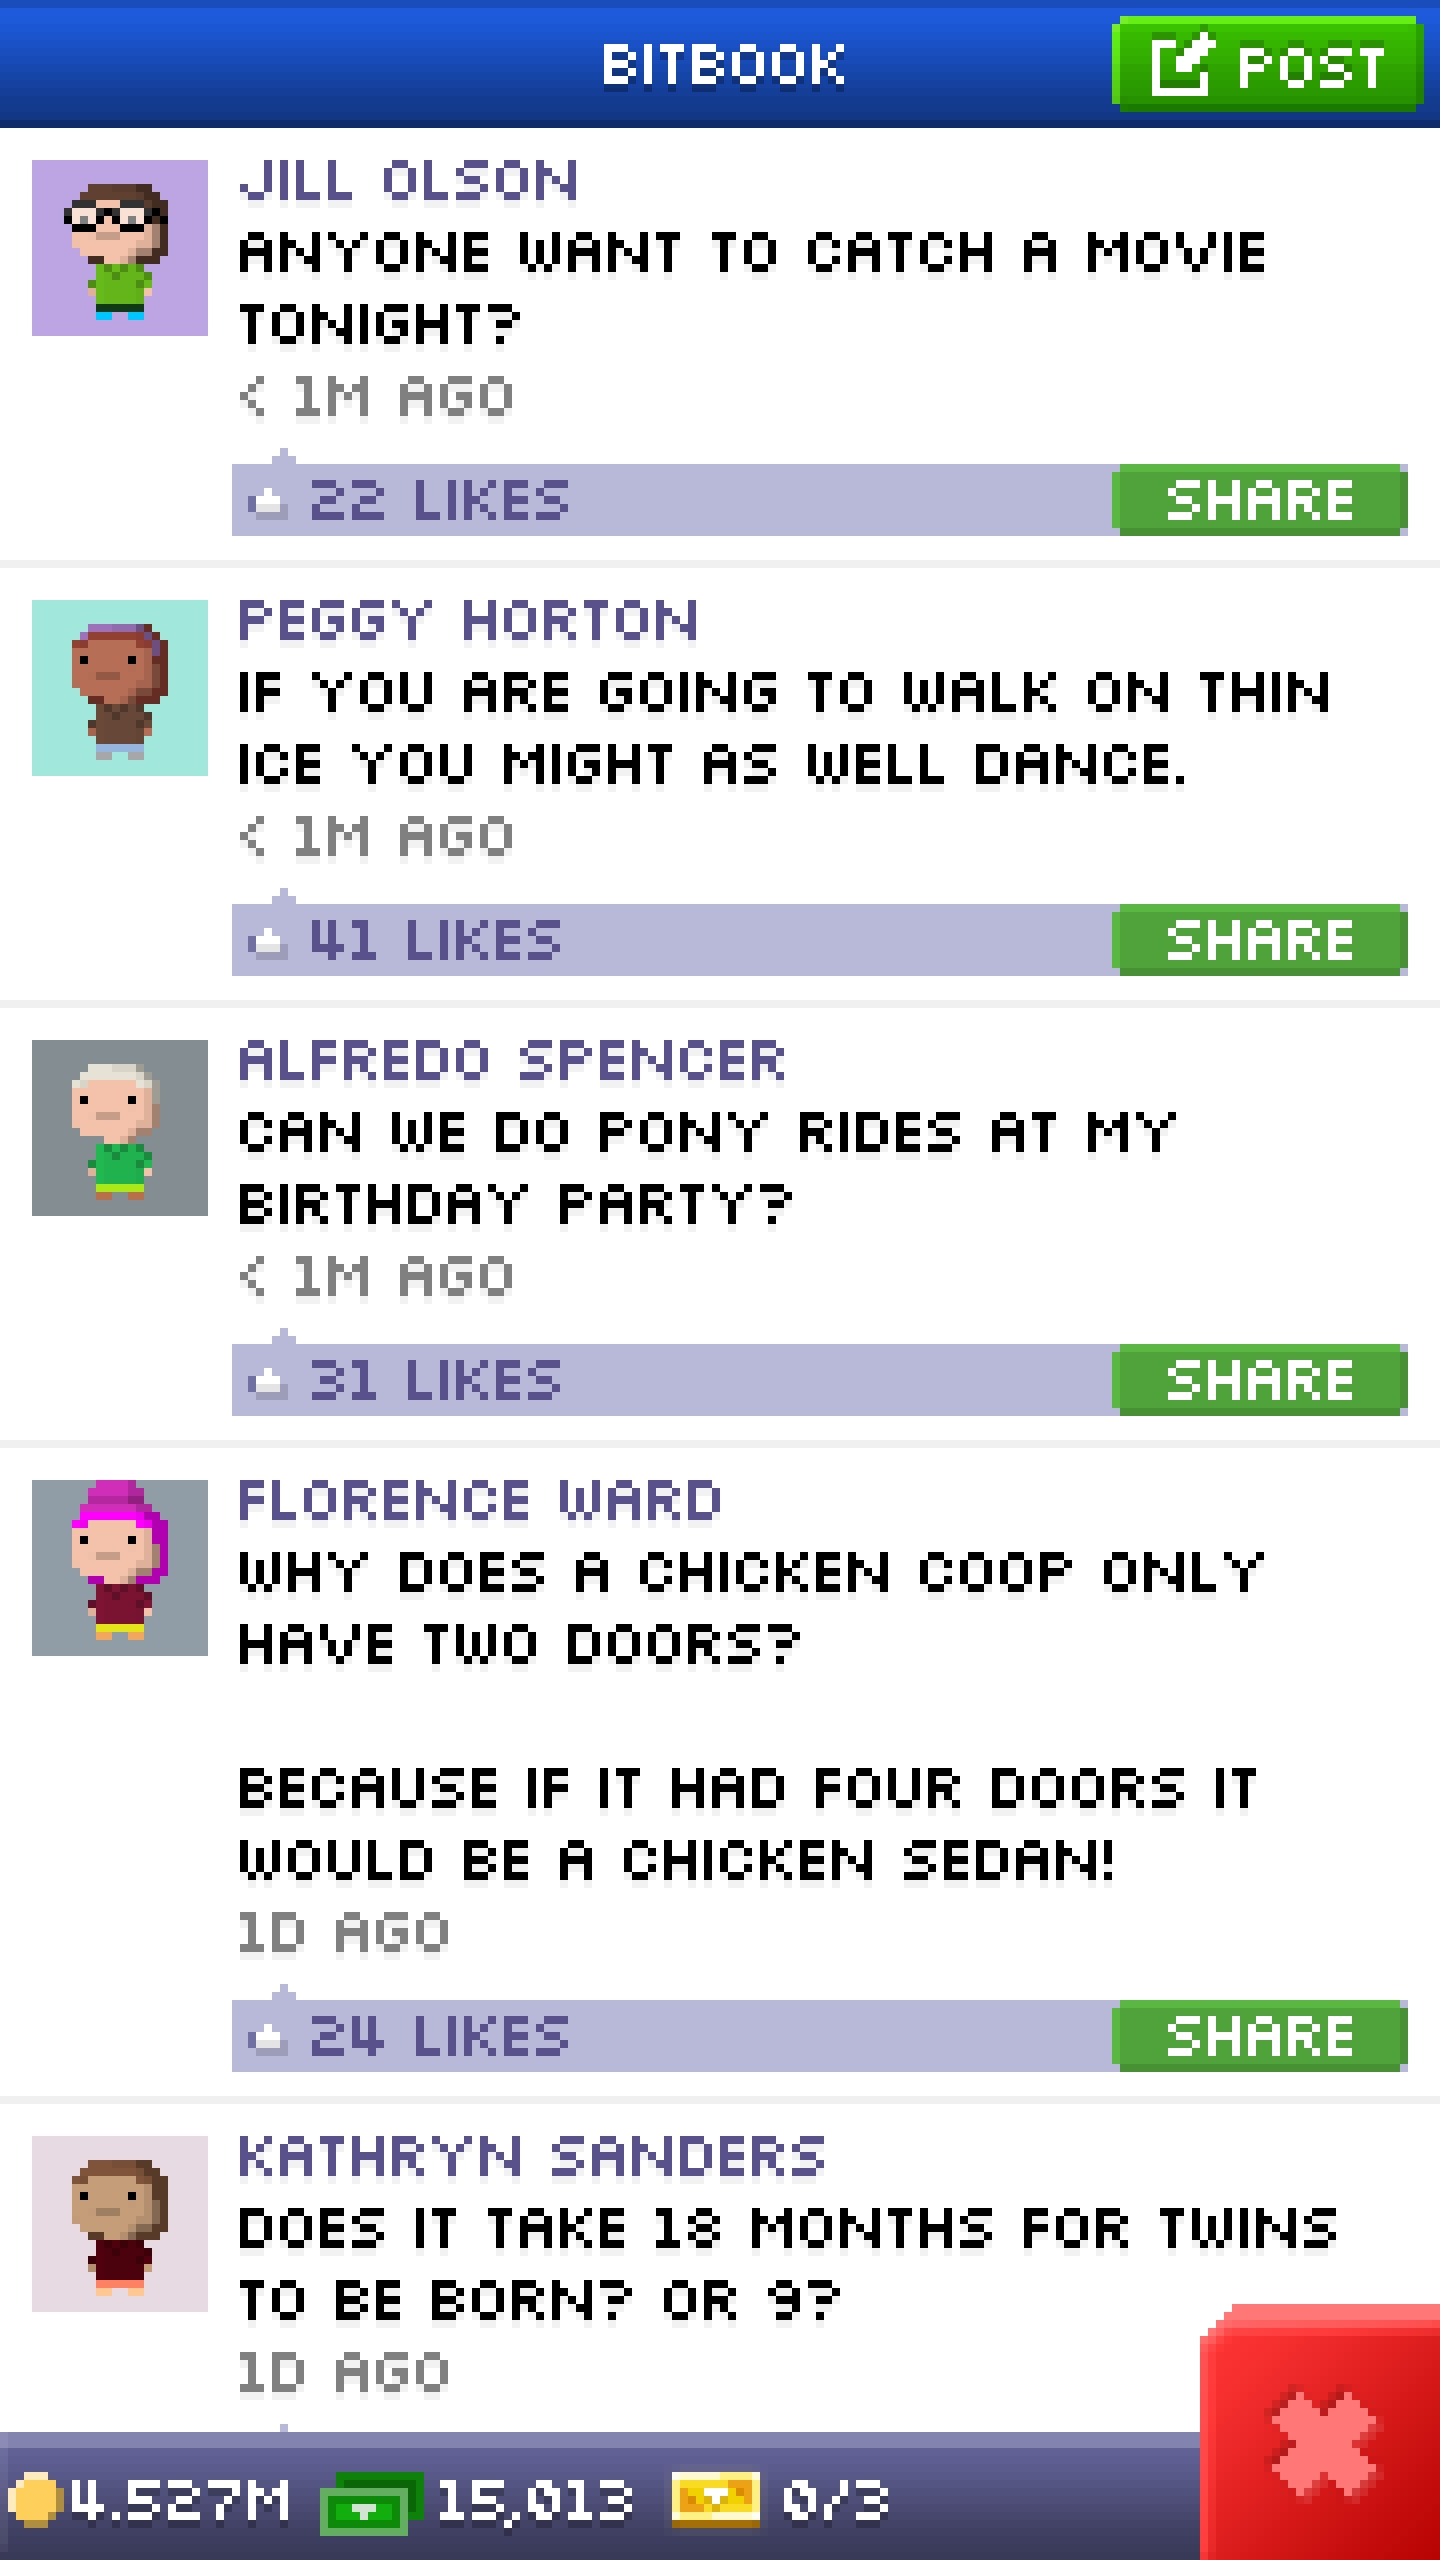 BITBOOK
POST
JILL OLSON
ANYONE WANT TO CATCH A MOVIE
TONIGHT?
< 1M AGO
22 LIKES
SHARE
PEGGY HORTON
IF YOU ARE GOING TO WALK ON THIN
ICE YOU MIGHT AS WELL DANCE.
< 1M AGO
41 LIKES
SHARE
ALFREDO SPENCER
CAN WE DO PONY RIDES AT MY
BIRTHDAY PARTY?
< 1M AGO
31 LIKES
SHARE
FLORENCE WARD
WHY DOES A CHICKEN COOP ONLY
HAVE TWO DOORS?
BECAUSE IF IT HAD FOUR DOORS IT
WOULD BE A CHICKEN SEDAN!
1D AGO
24 LIKES
SHARE
KATHRYN SANDERS
DOES IT TAKE 18 MONTHS FOR TWINS
TO BE BORN? OR 9?
1D AGO
4.527M 15,013 0/3